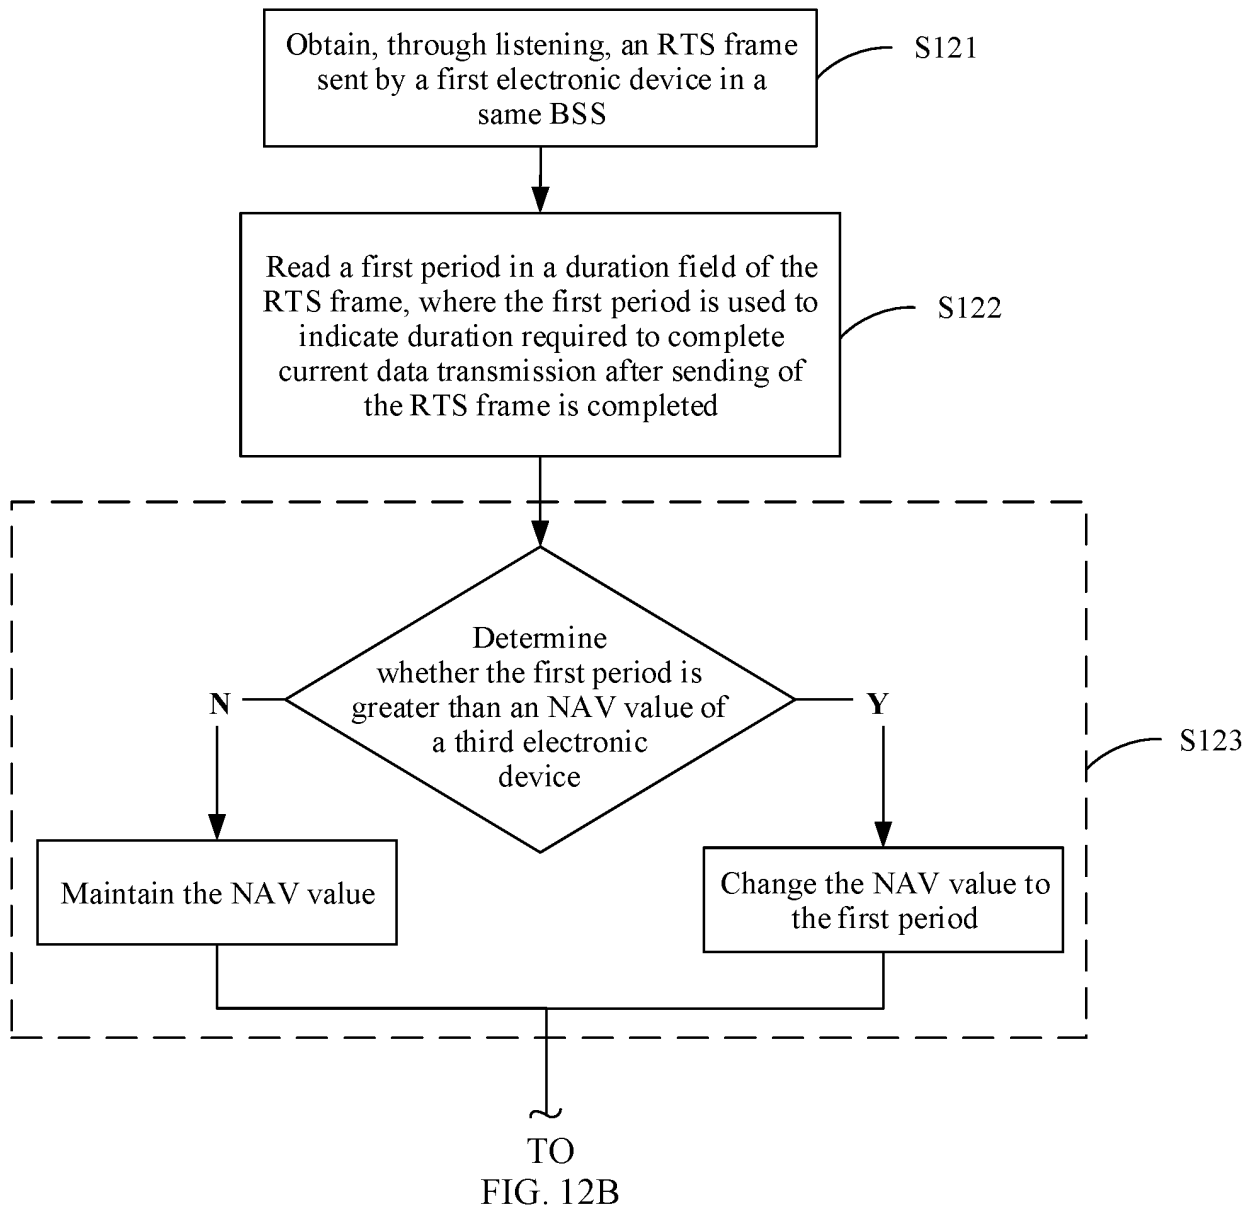 Obtain, through listening, an RTS frame
sent by a first electronic device in a
same BSS
S121
Read a first period in a duration field of the
RTS frame, where the first period is used to
indicate duration required to complete
current data transmission after sending of
the RTS frame is completed
S122
Determine
whether the first period is
greater than an NAV value of
a third electronic
device
N
Y
S123
Maintain the NAV value
Change the NAV value to
the first period
TO
FIG. 12B